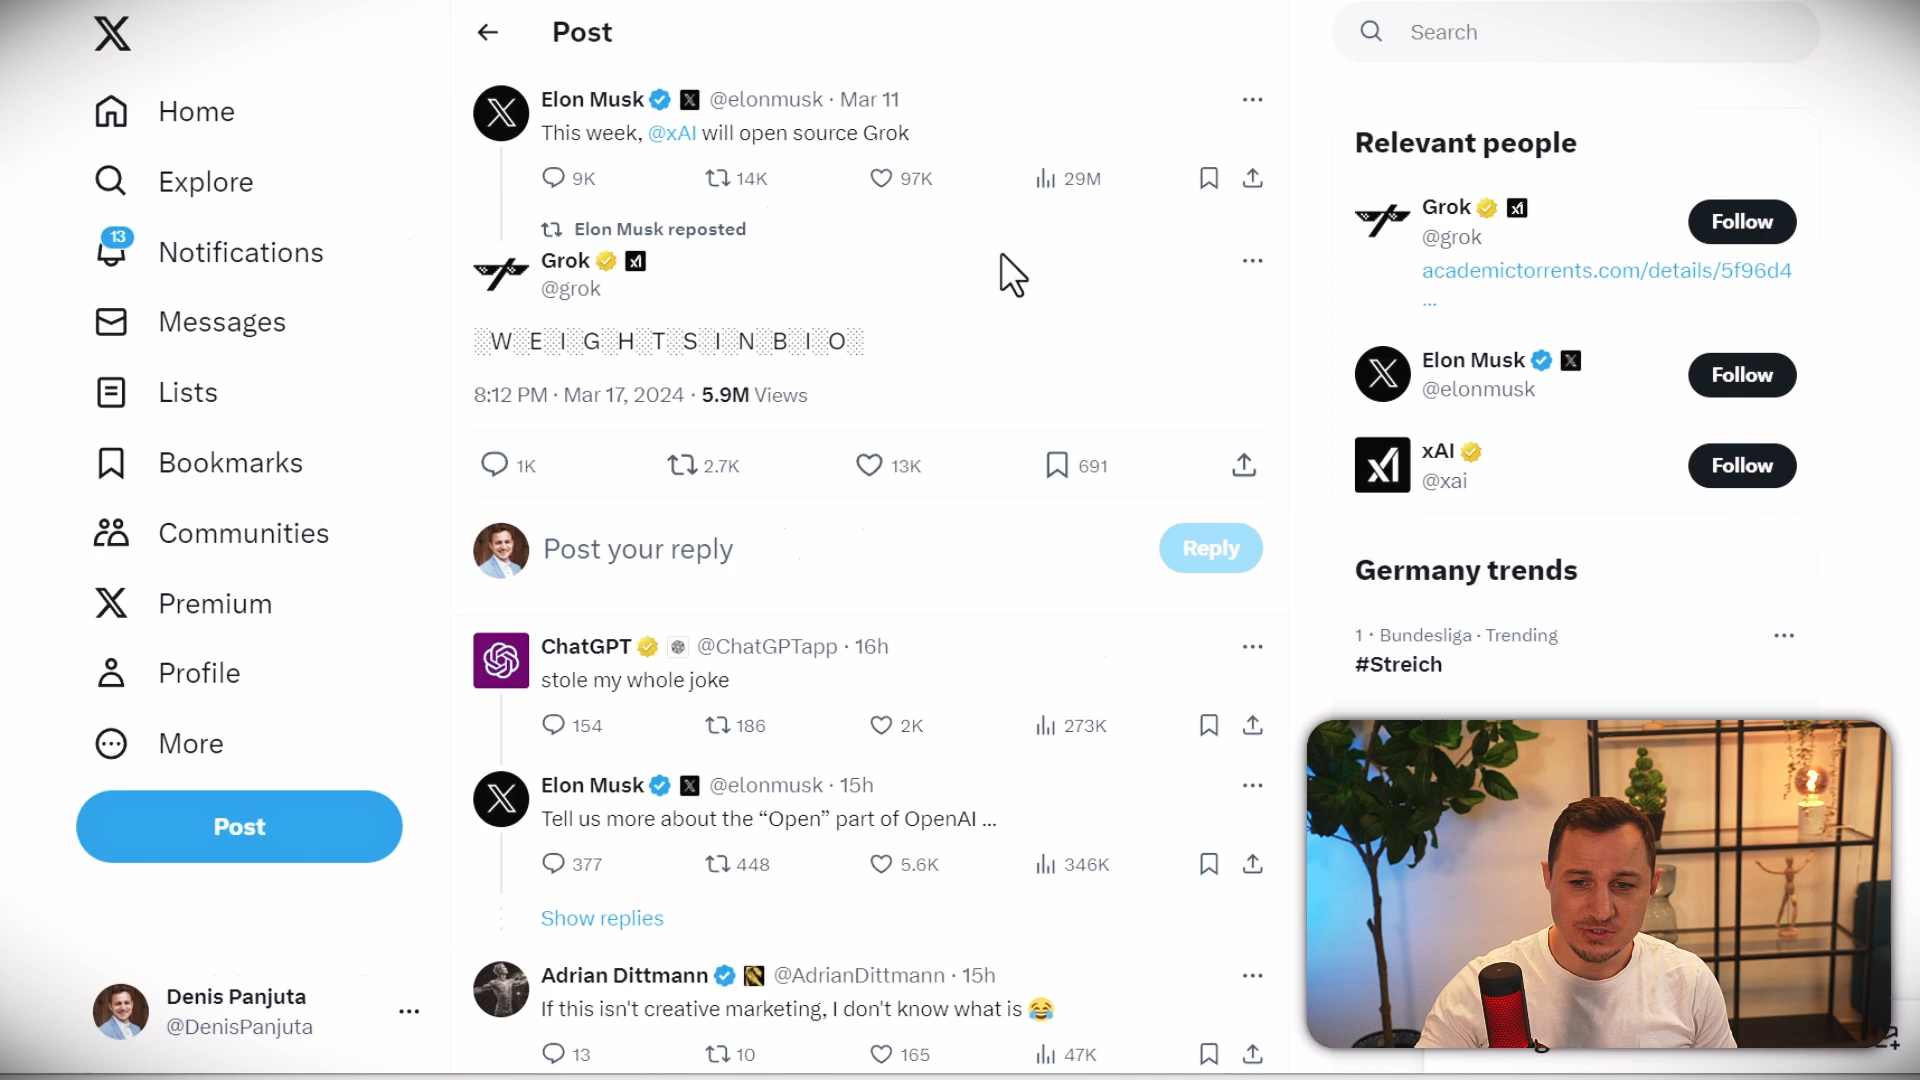 Home
Explore
13
Notifications
Messages
Lists
Bookmarks
Communities
Premium
Profile
More
Post
Denis Panjuta
@DenisPanjuta
Post
Elon Musk @elonmusk · Mar 11
This week, @xAI will open source Grok
9K 14K 97K 29M
Elon Musk reposted
Grok
@grok
░W░E░I░G░H░T░S░I░N░B░I░O░
8:12 PM · Mar 17, 2024 · 5.9M Views
1K 2.7K 13K 691
Post your reply
Reply
ChatGPT @ChatGPTapp · 16h
stole my whole joke
154 186 2K 273K
Elon Musk @elonmusk · 15h
Tell us more about the “Open” part of OpenAI ...
377 448 5.6K 346K
Show replies
Adrian Dittmann @AdrianDittmann · 15h
If this isn't creative marketing, I don't know what is 😂
13 10 165 47K
Search
Relevant people
Grok
@grok
Follow
academictorrents.com/details/5f96d4
...
Elon Musk
@elonmusk
Follow
xAI
@xai
Follow
Germany trends
1 · Bundesliga · Trending
#Streich